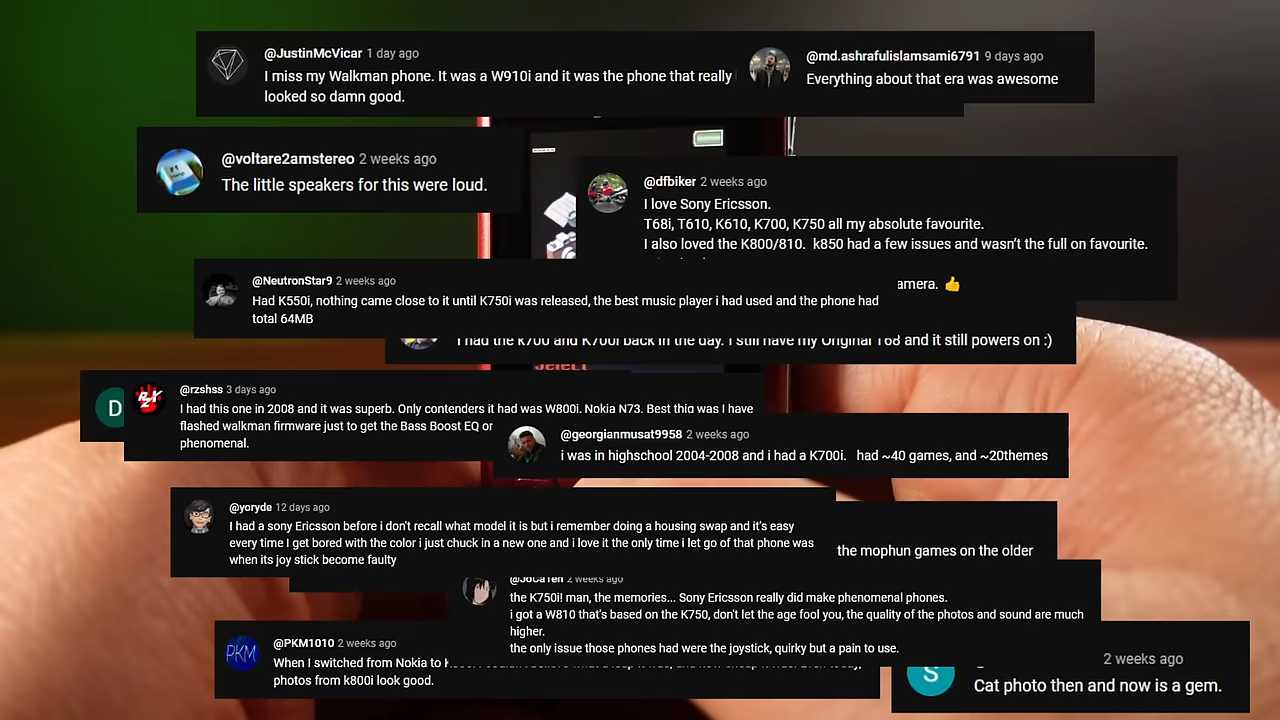 @JustinMcVicar 1 day ago
I miss my Walkman phone. It was a W910i and it was the phone that really
looked so damn good.
@md.ashrafulislamsami6791 9 days ago
Everything about that era was awesome
@voltare2amstereo 2 weeks ago
The little speakers for this were loud.
@dfbiker 2 weeks ago
I love Sony Ericsson.
T68i, T610, K610, K700, K750 all my absolute favourite.
I also loved the K800/810. k850 had a few issues and wasn't the full on favourite.
amera. 👍
@NeutronStar9 2 weeks ago
Had K550i, nothing came close to it until K750i was released, the best music player i had used and the phone had
total 64MB
I had the k700 and K700i back in the day. I still have my Original T68 and it still powers on :)
Select
D
@rzshss 3 days ago
I had this one in 2008 and it was superb. Only contenders it had was W800i. Nokia N73. Best thig was I have
flashed walkman firmware just to get the Bass Boost EQ or
phenomenal.
@georgianmusat9958 2 weeks ago
i was in highschool 2004-2008 and i had a K700i. had ~40 games, and ~20themes
@yoryde 12 days ago
I had a sony Ericsson before i don't recall what model it is but i remember doing a housing swap and it's easy
every time I get bored with the color i just chuck in a new one and i love it the only time i let go of that phone was
when its joy stick become faulty
the mophun games on the older
@JoCaTen 2 weeks ago
the K750i! man, the memories... Sony Ericsson really did make phenomenal phones.
i got a W810 that's based on the K750, don't let the age fool you, the quality of the photos and sound are much
higher.
the only issue those phones had were the joystick, quirky but a pain to use.
PKM
@PKM1010 2 weeks ago
When I switched from Nokia to
photos from k800i look good.
S
2 weeks ago
Cat photo then and now is a gem.